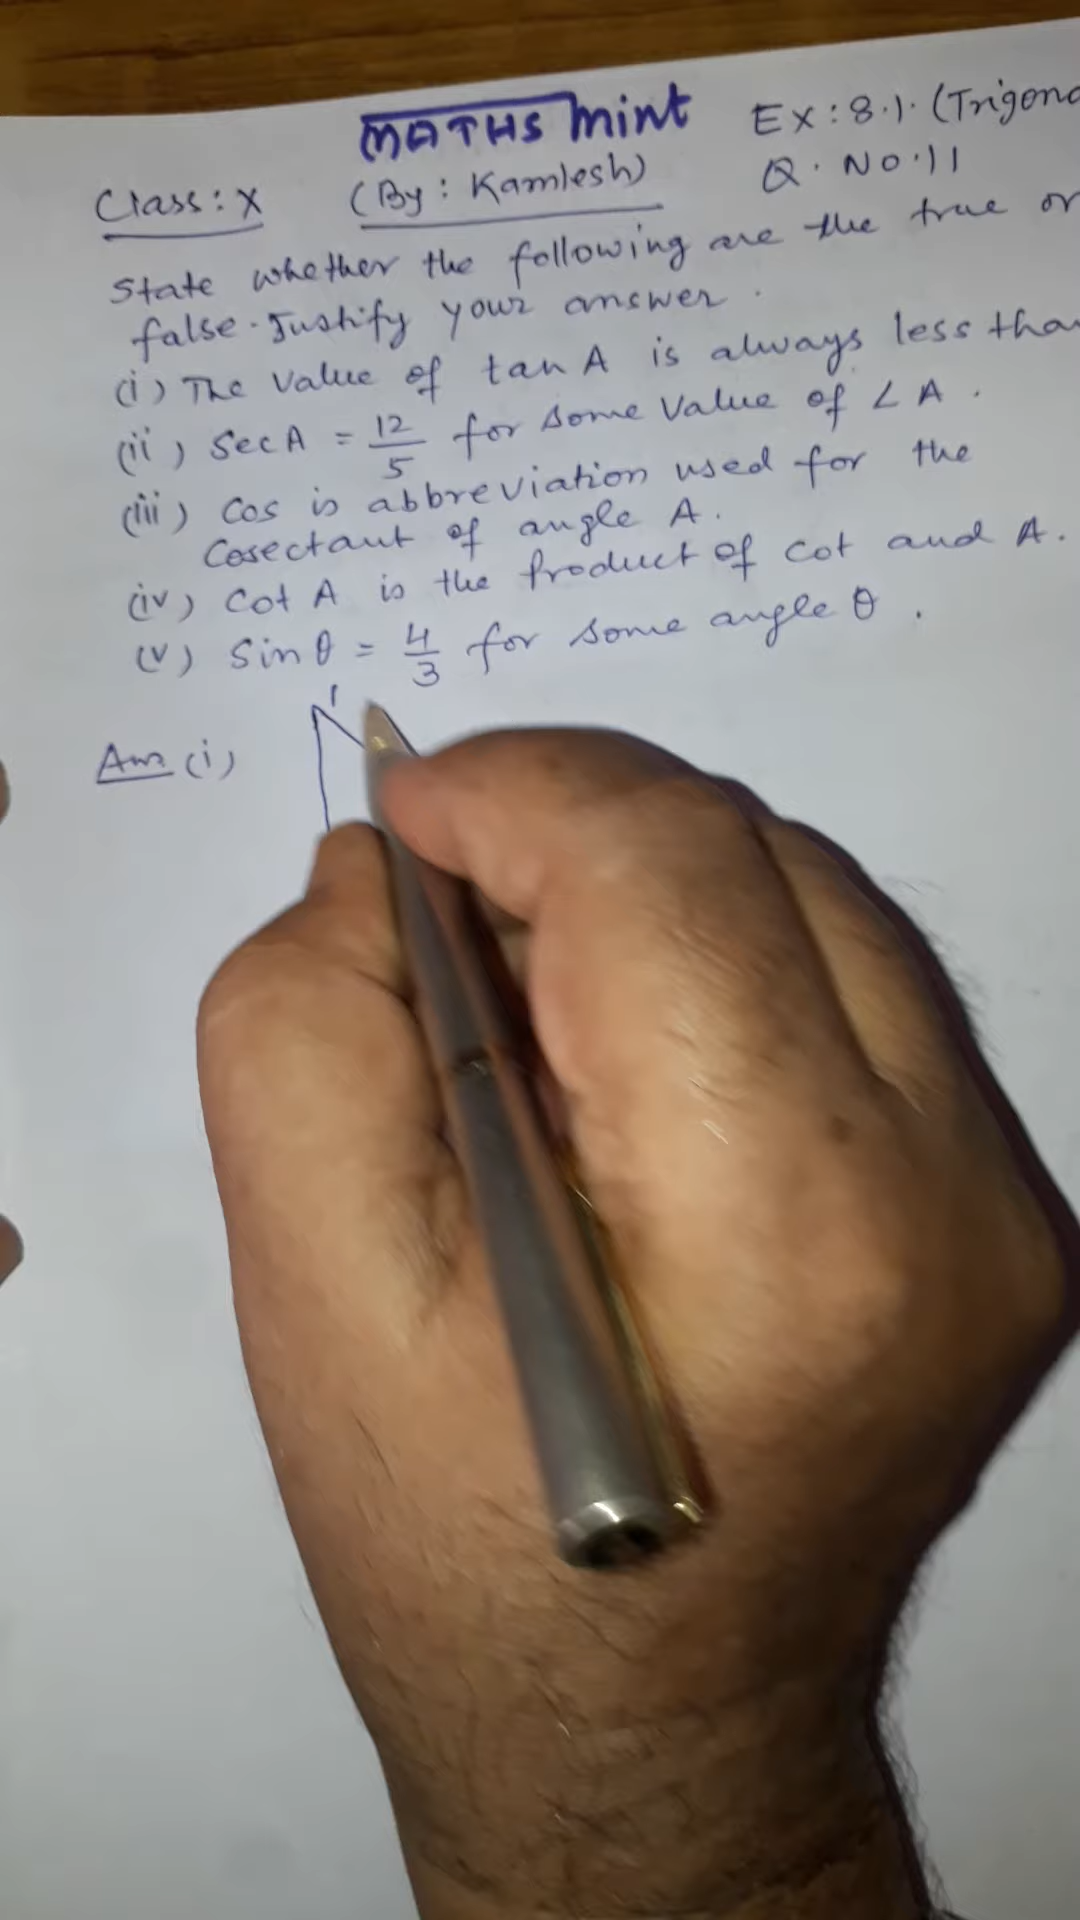 MATHS Mint Ex: 8.1. (Trigono
Class: X (By: Kamlesh) Q. No. 11
State whether the following are the true or
false. Justify your answer.
(i) The value of tan A is always less than
(ii) Sec A = 12/5 for some value of ∠A.
(iii) Cos is abbreviation used for the
Cosectant of angle A.
(iv) Cot A is the product of Cot and A.
(v) Sin θ = 4/3 for some angle θ.
Ans (i)